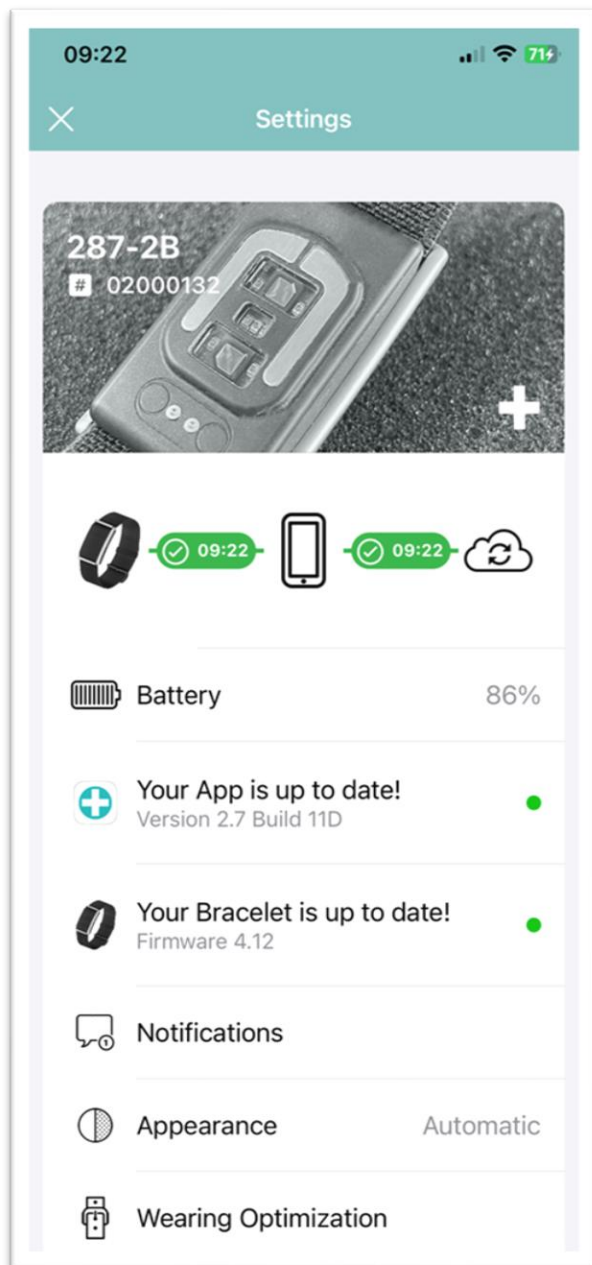 09:22
71
Settings
287-2B
# 02000132
09:22 09:22
Battery 86%
Your App is up to date!
Version 2.7 Build 11D
Your Bracelet is up to date!
Firmware 4.12
Notifications
Appearance Automatic
Wearing Optimization